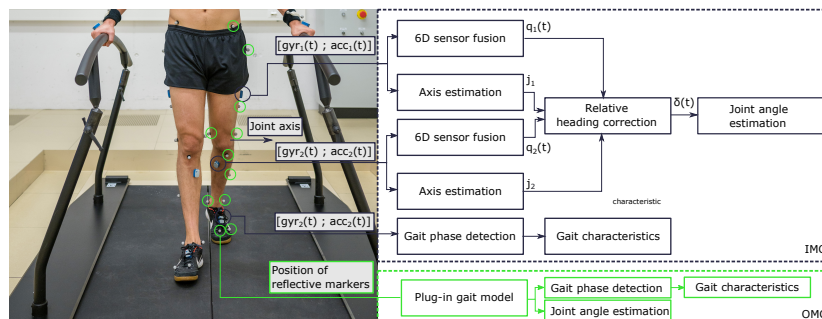 [gyr1(t) ; acc1(t)]
6D sensor fusion
q1(t)
Axis estimation
j1
Joint axis
Relative
heading correction
δ(t)
Joint angle
estimation
[gyr2(t) ; acc2(t)]
6D sensor fusion
q2(t)
Axis estimation
j2
characteristic
[gyr2(t) ; acc2(t)]
Gait phase detection
Gait characteristics
IMC
Position of
reflective markers
Plug-in gait model
Gait phase detection
Gait characteristics
Joint angle estimation
OMC